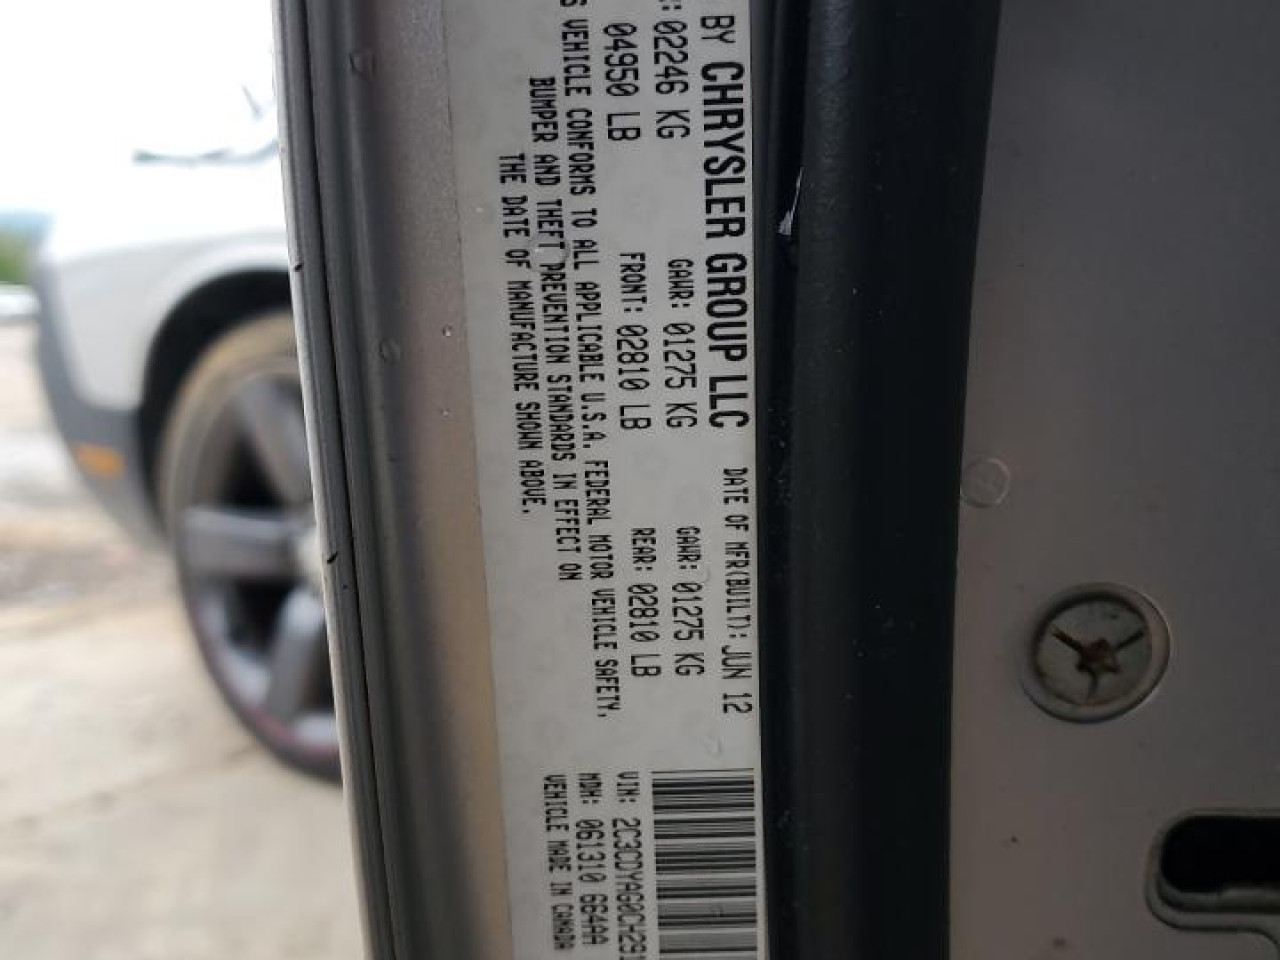 BY CHRYSLER GROUP LLC DATE OF MFR(BUILT): JUN 12
02246 KG GAWR: 01275 KG GAWR: 01275 KG
04950 LB FRONT: 02810 LB REAR: 02810 LB
VEHICLE CONFORMS TO ALL APPLICABLE U.S.A. FEDERAL MOTOR VEHICLE SAFETY,
BUMPER AND THEFT PREVENTION STANDARDS IN EFFECT ON
THE DATE OF MANUFACTURE SHOWN ABOVE.
VIN: 2C3CDYAG0CH291
MDH: 061310 664AA
VEHICLE MADE IN CANADA